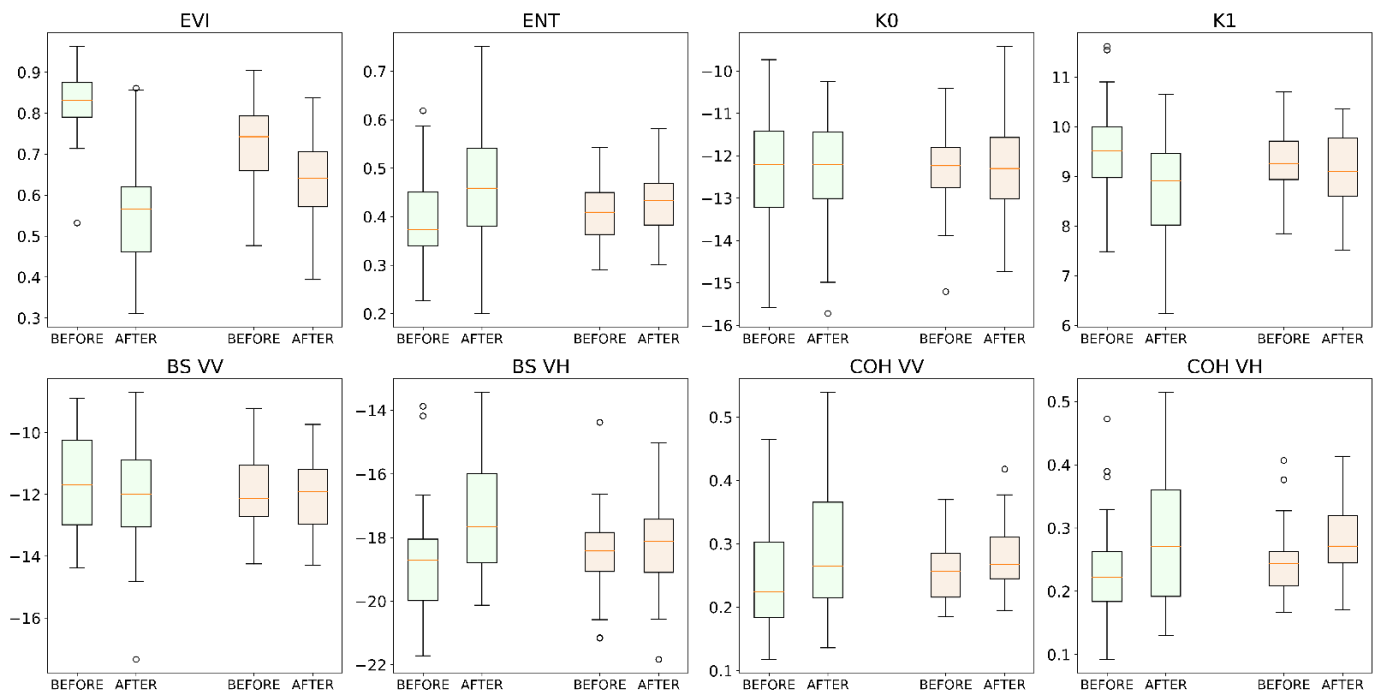 EVI
0.9
0.8
0.7
0.6
0.5
0.4
0.3
BEFORE AFTER BEFORE AFTER
ENT
0.7
0.6
0.5
0.4
0.3
0.2
BEFORE AFTER BEFORE AFTER
K0
−10
−11
−12
−13
−14
−15
−16
BEFORE AFTER BEFORE AFTER
K1
11
10
9
8
7
6
BEFORE AFTER BEFORE AFTER
BS VV
−10
−12
−14
−16
BEFORE AFTER BEFORE AFTER
BS VH
−14
−16
−18
−20
−22
BEFORE AFTER BEFORE AFTER
COH VV
0.5
0.4
0.3
0.2
0.1
BEFORE AFTER BEFORE AFTER
COH VH
0.5
0.4
0.3
0.2
0.1
BEFORE AFTER BEFORE AFTER